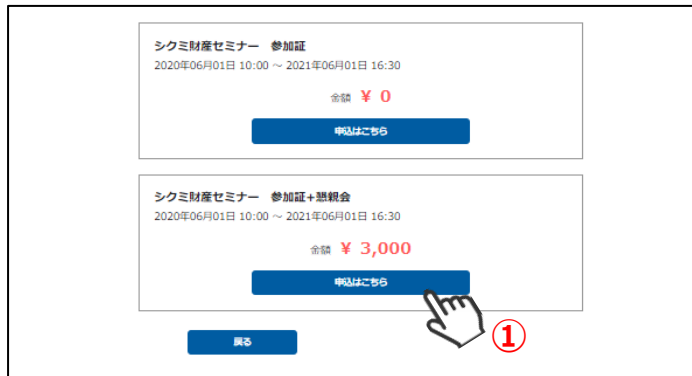 シクミ財産セミナー　参加証
2020年06月01日 10:00 ～ 2021年06月01日 16:30
金額 ¥ 0
申込はこちら
シクミ財産セミナー　参加証+懇親会
2020年06月01日 10:00 ～ 2021年06月01日 16:30
金額 ¥ 3,000
申込はこちら
戻る
①